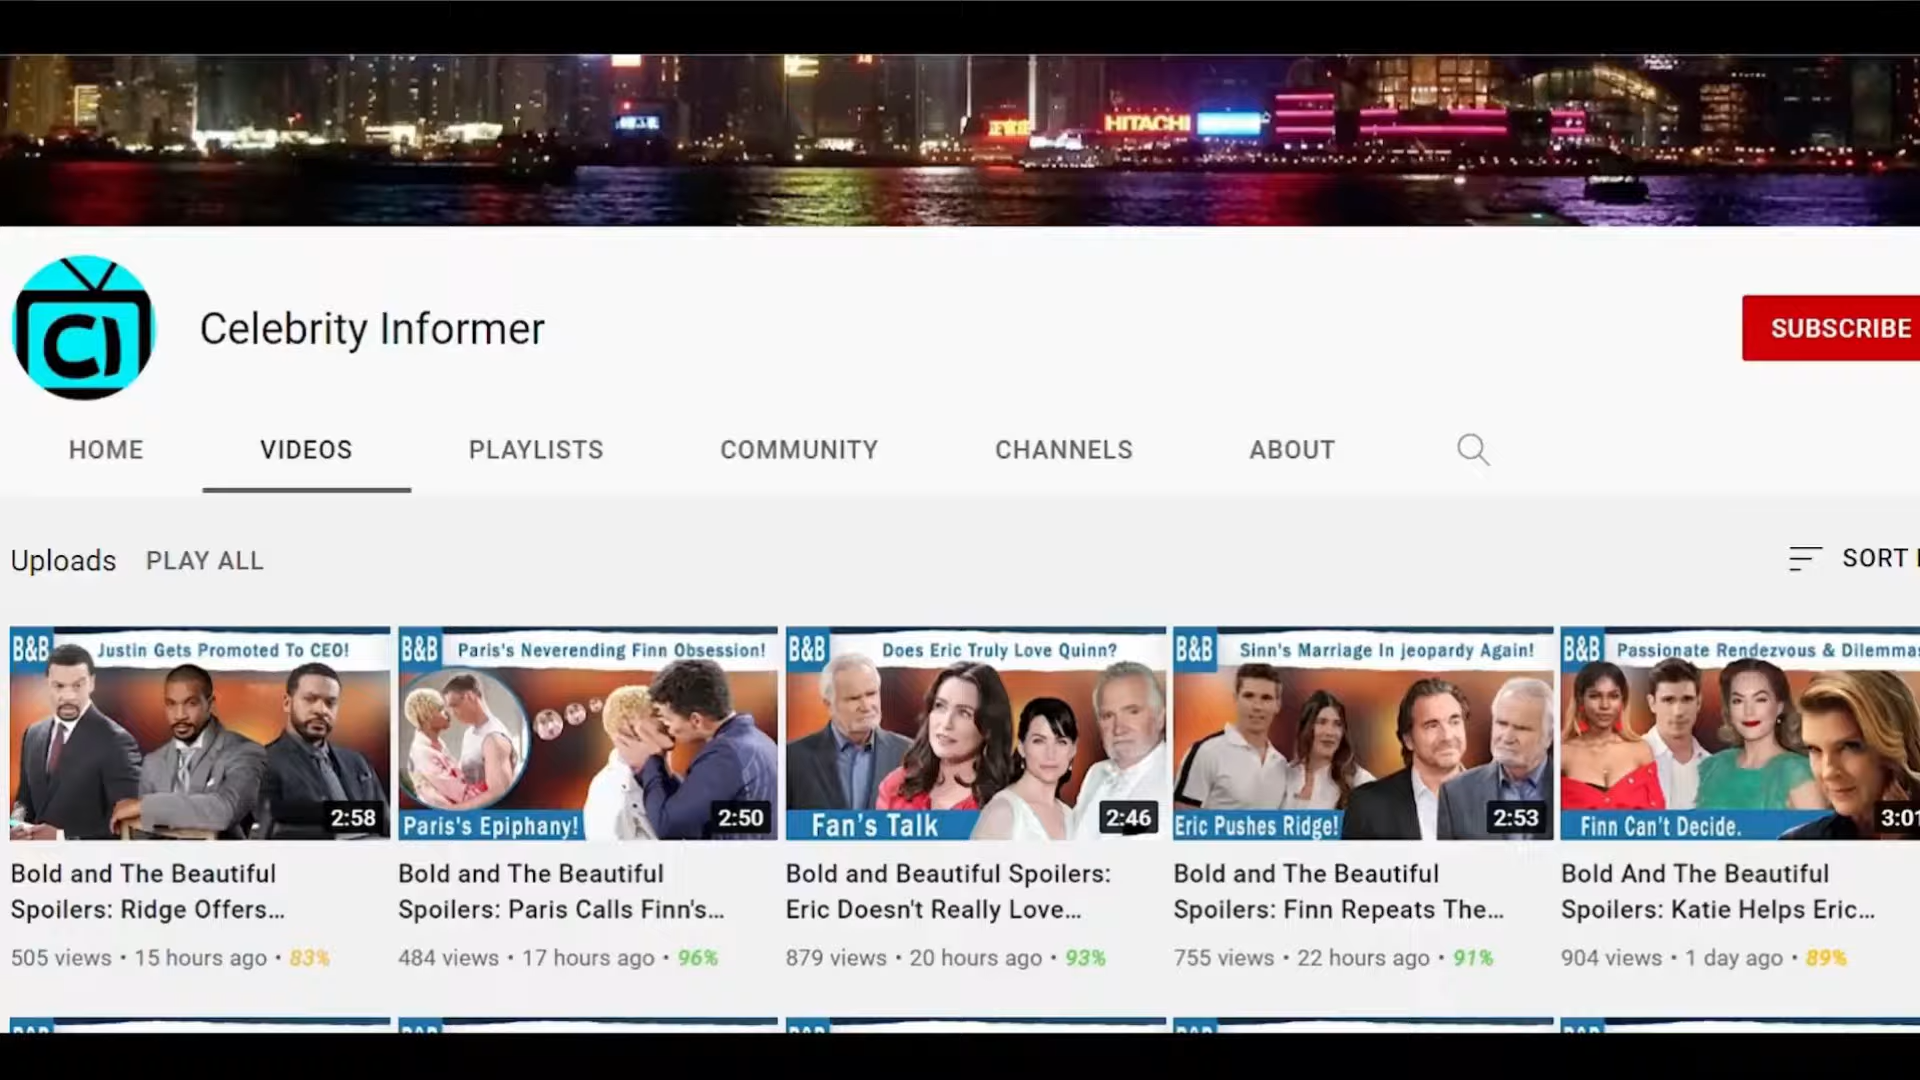 HITACHI
CI
Celebrity Informer
SUBSCRIBE
HOME
VIDEOS
PLAYLISTS
COMMUNITY
CHANNELS
ABOUT
Uploads
PLAY ALL
SORT
B&B
Justin Gets Promoted To CEO!
2:58
B&B
Paris's Neverending Finn Obsession!
Paris's Epiphany!
2:50
B&B
Does Eric Truly Love Quinn?
Fan's Talk
2:46
B&B
Sinn's Marriage In jeopardy Again!
Eric Pushes Ridge!
2:53
B&B
Passionate Rendezvous & Dilemmas
Finn Can't Decide.
3:01
Bold and The Beautiful
Spoilers: Ridge Offers...
505 views • 15 hours ago • 83%
Bold and The Beautiful
Spoilers: Paris Calls Finn's...
484 views • 17 hours ago • 96%
Bold and Beautiful Spoilers:
Eric Doesn't Really Love...
879 views • 20 hours ago • 93%
Bold and The Beautiful
Spoilers: Finn Repeats The...
755 views • 22 hours ago • 91%
Bold And The Beautiful
Spoilers: Katie Helps Eric...
904 views • 1 day ago • 89%